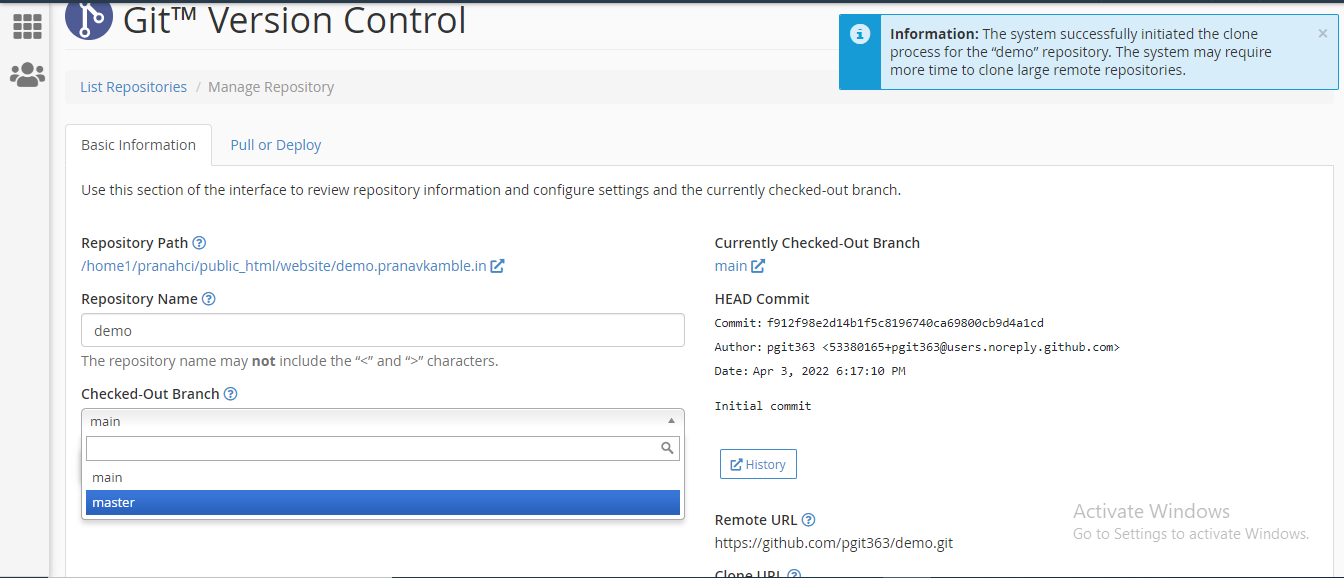 Git™ Version Control
Information: The system successfully initiated the clone
process for the “demo” repository. The system may require
more time to clone large remote repositories.
×
List Repositories / Manage Repository
Basic Information
Pull or Deploy
Use this section of the interface to review repository information and configure settings and the currently checked-out branch.
Repository Path ?
/home1/pranahci/public_html/website/demo.pranavkamble.in
Repository Name ?
demo
The repository name may not include the “<” and “>” characters.
Checked-Out Branch ?
main
main
master
Currently Checked-Out Branch
main
HEAD Commit
Commit: f912f98e2d14b1f5c8196740ca69800cb9d4a1cd
Author: pgit363 <53380165+pgit363@users.noreply.github.com>
Date: Apr 3, 2022 6:17:10 PM
Initial commit
History
Remote URL ?
https://github.com/pgit363/demo.git
Clone URL ?
Activate Windows
Go to Settings to activate Windows.